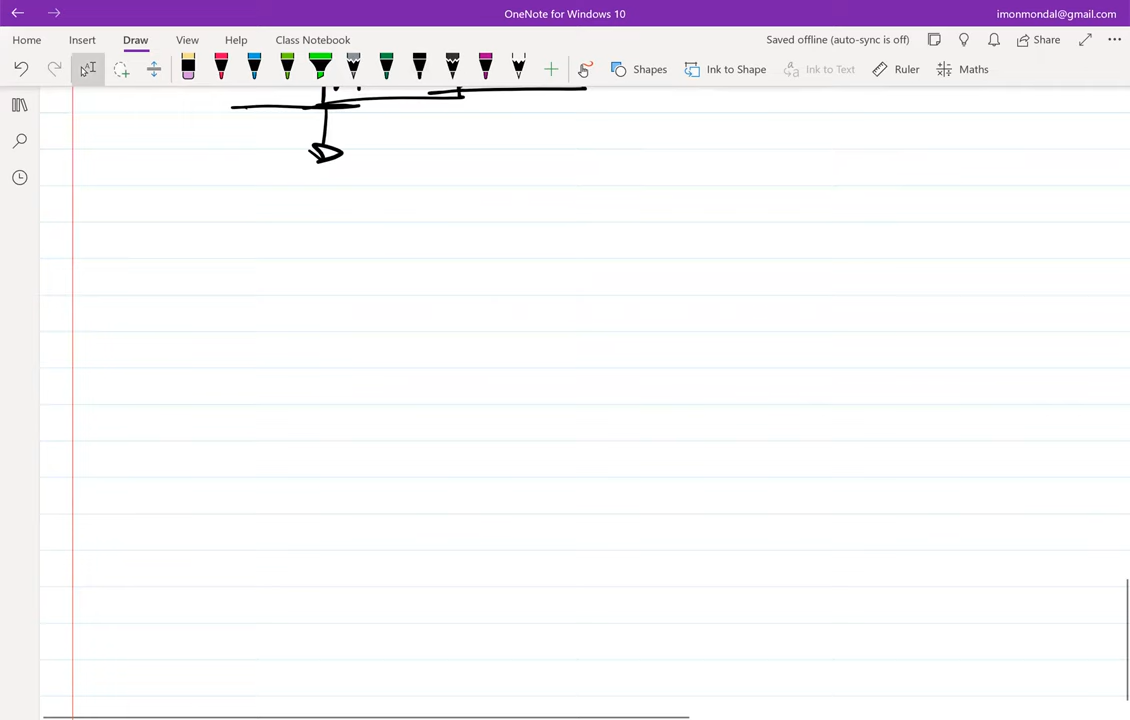 OneNote for Windows 10
imonmondal@gmail.com
Home Insert Draw View Help Class Notebook
Saved offline (auto-sync is off) Share
Shapes Ink to Shape Ink to Text Ruler Maths